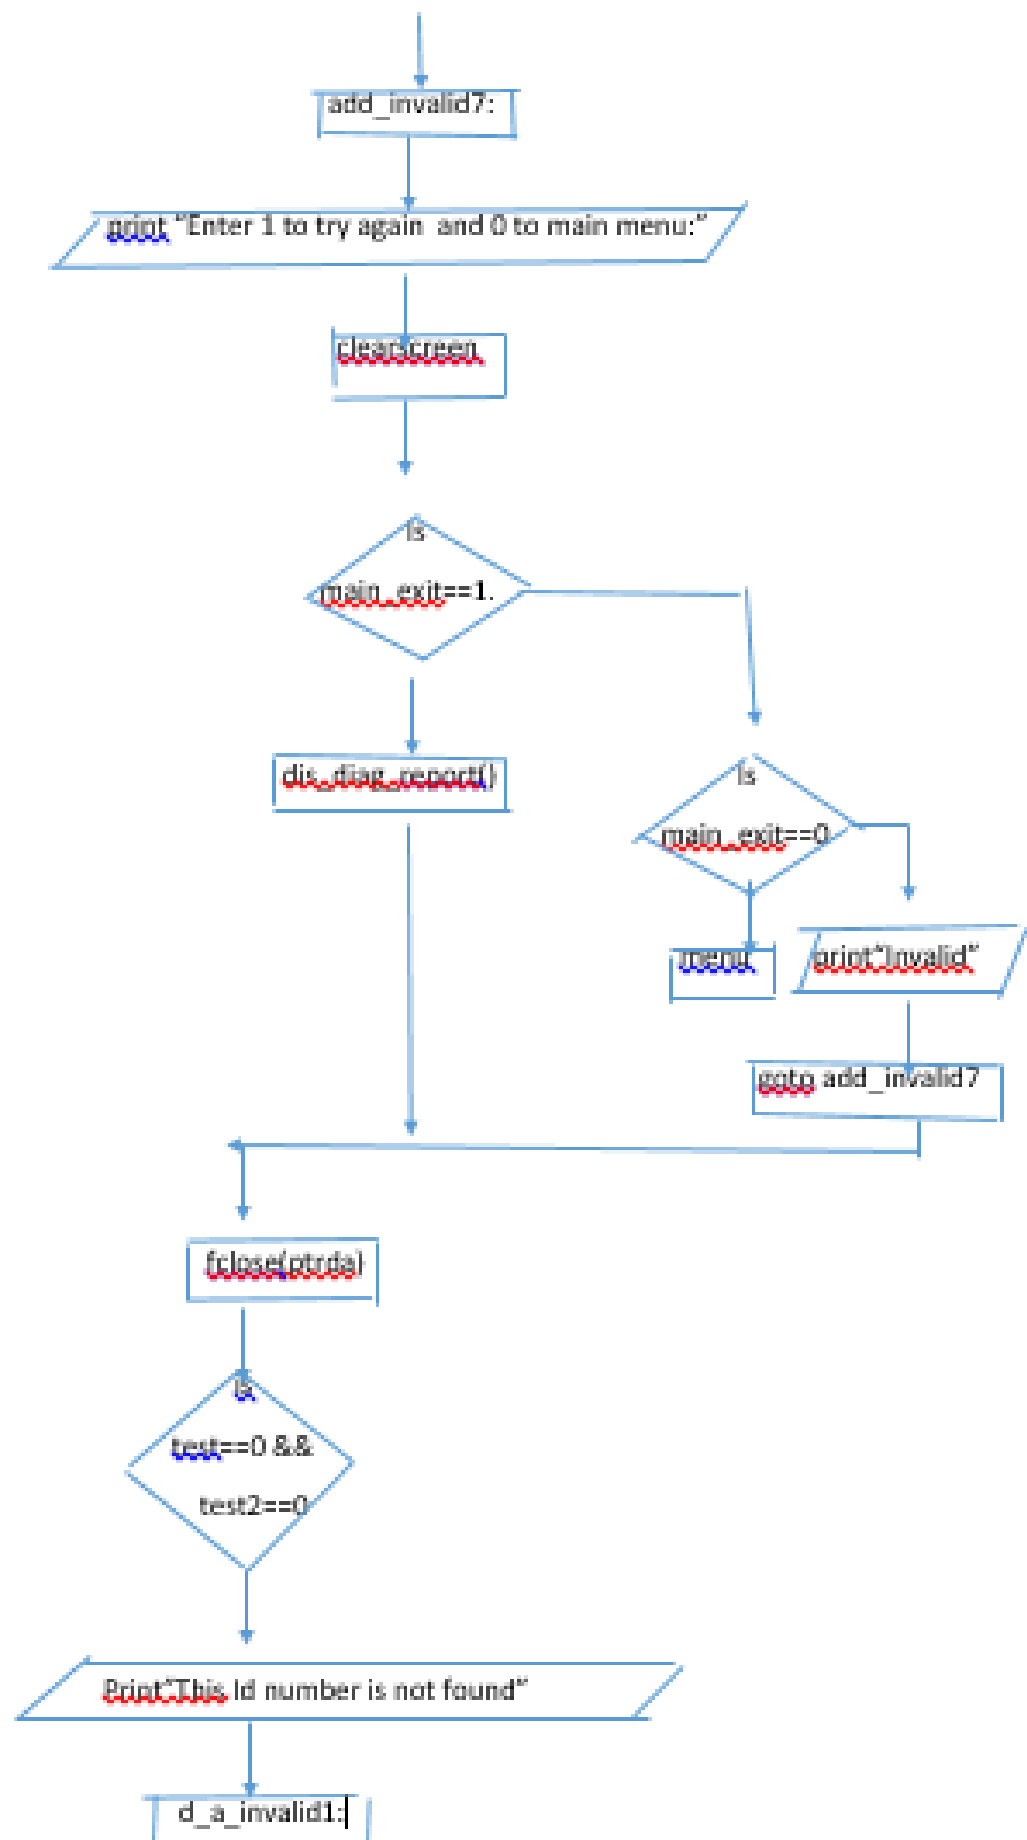 add_invalid7:
print “Enter 1 to try again  and 0 to main menu:”
clearscreen
Is
main_exit==1.
dis_diag_report()
Is
main_exit==0
menu
print“Invalid”
goto add_invalid7
fclose(ptrda)
Is
test==0 &&
test2==0
Print“This Id number is not found”
d_a_invalid1: